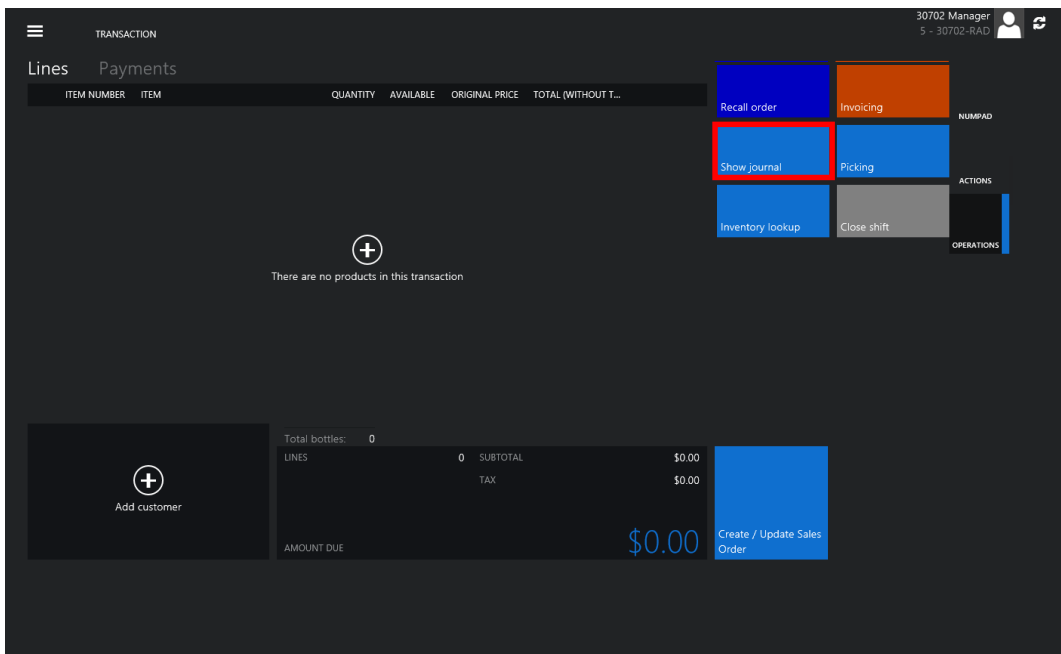 30702 Manager
TRANSACTION
5 - 30702-RAD
Lines Payments
ITEM NUMBER ITEM QUANTITY AVAILABLE ORIGINAL PRICE TOTAL (WITHOUT T...
Recall order Invoicing
NUMPAD
Show journal Picking
ACTIONS
Inventory lookup Close shift
OPERATIONS
There are no products in this transaction
Total bottles: 0
LINES 0 SUBTOTAL $0.00
TAX $0.00
Add customer
AMOUNT DUE $0.00
Create / Update Sales
Order